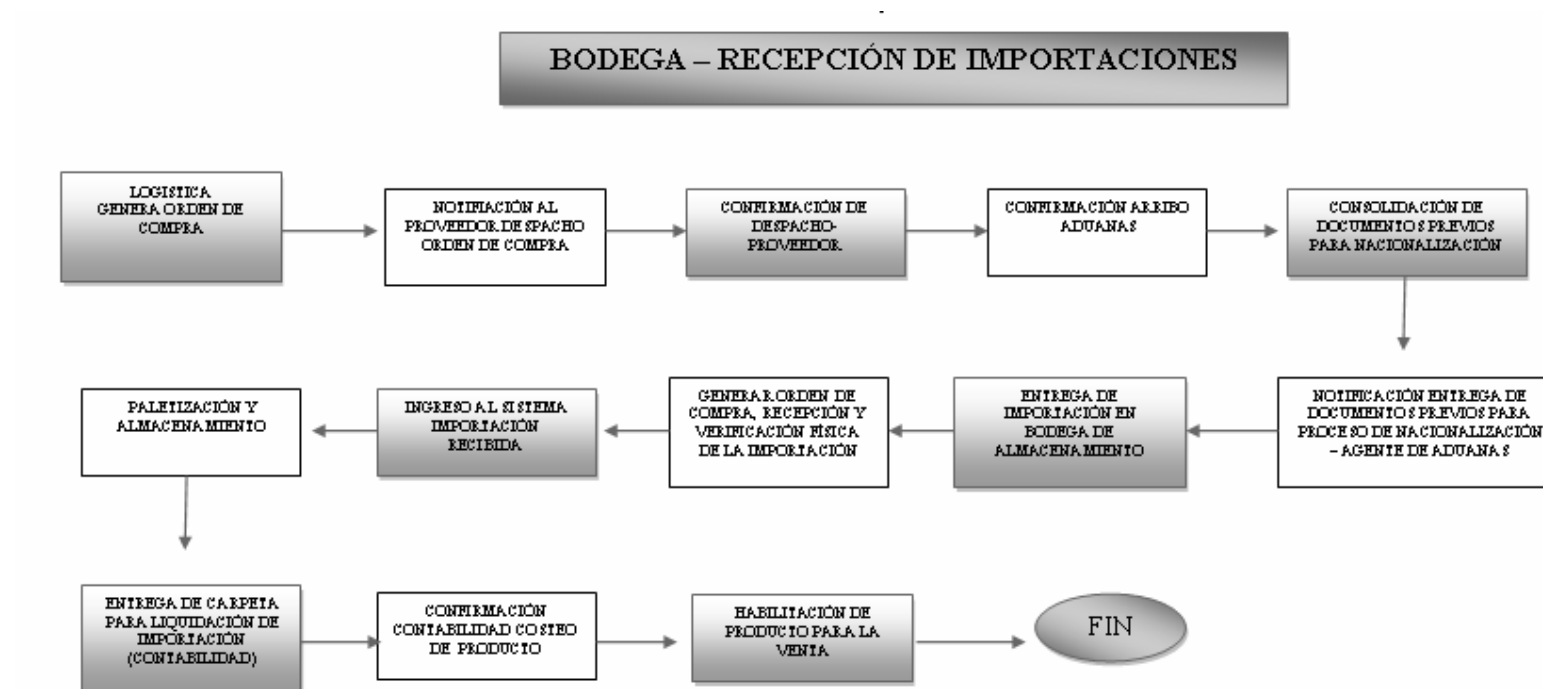 BODEGA – RECEPCIÓN DE IMPORTACIONES
LOGISTICA
GENERA ORDEN DE
COMPRA
NOTIFIACIÓN AL
PROVEEDOR DESPACHO
ORDEN DE COMPRA
CONFIRMACIÓN DE
DESPACHO-
PROVEEDOR
CONFIRMACIÓN ARRIBO
ADUANAS
CONSOLIDACIÓN DE
DOCUMENTOS PREVIOS
PARA NACIONALIZACIÓN
NOTIFICACIÓN ENTREGA DE
DOCUMENTOS PREVIOS PARA
PROCESO DE NACIONALIZACIÓN
– AGENTE DE ADUANAS
ENTREGA DE
IMPORTACIÓN EN
BODEGA DE
ALMACENAMIENTO
GENERAR ORDEN DE
COMPRA, RECEPCIÓN Y
VERIFICACIÓN FÍSICA
DE LA IMPORTACIÓN
INGRESO AL SISTEMA
IMPORTACIÓN
RECIBIDA
PALETIZACIÓN Y
ALMACENAMIENTO
ENTREGA DE CARPETA
PARA LIQUIDACIÓN DE
IMPORTACIÓN
(CONTABILIDAD)
CONFIRMACIÓN
CONTABILIDAD COSTEO
DE PRODUCTO
HABILITACIÓN DE
PRODUCTO PARA LA
VENTA
FIN